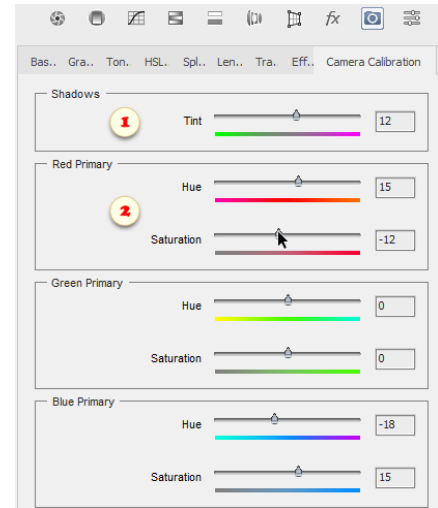 fx
Bas.. Gra.. Ton. HSL. Spl.. Len.. Tra. Eff.. Camera Calibration
Shadows
1 Tint 12
Red Primary
Hue 15
2
Saturation -12
Green Primary
Hue 0
Saturation 0
Blue Primary
Hue -18
Saturation 15